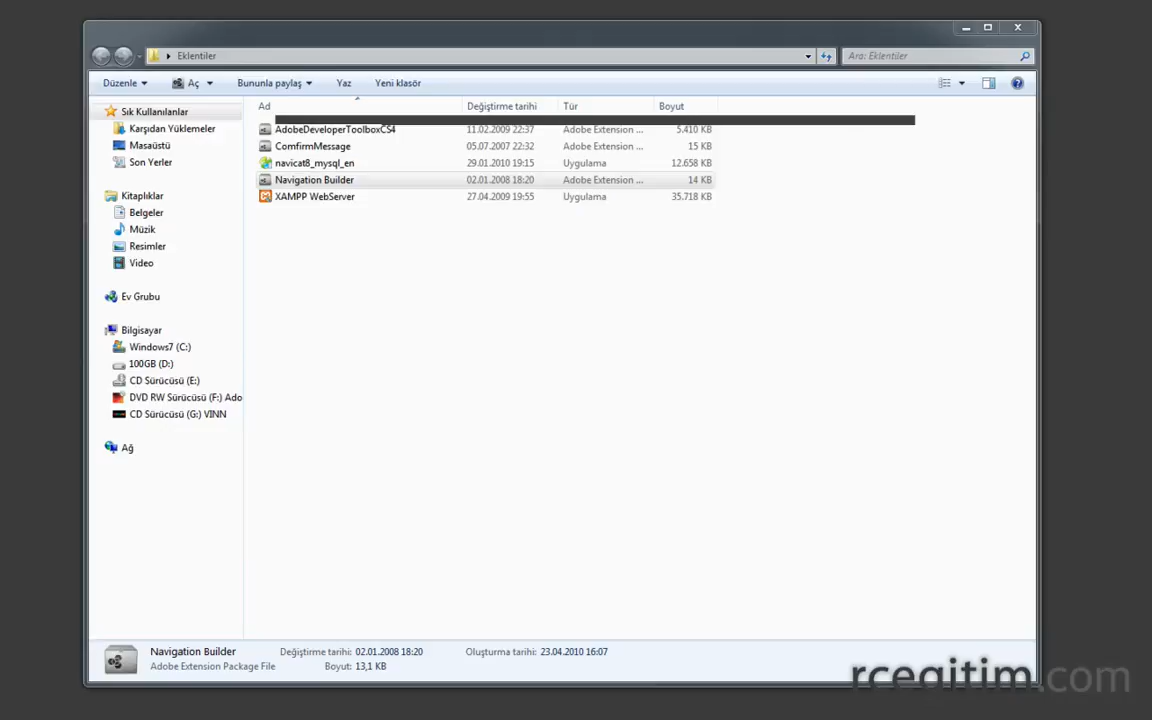 Eklentiler
Ara: Eklentiler
Düzenle Aç Bununla paylaş Yaz Yeni klasör
Ad Değiştirme tarihi Tür Boyut
AdobeDeveloperToolboxCS4 11.02.2009 22:37 Adobe Extension ... 5.410 KB
ComfirmMessage 05.07.2007 22:32 Adobe Extension ... 15 KB
navicat8_mysql_en 29.01.2010 19:15 Uygulama 12.658 KB
Navigation Builder 02.01.2008 18:20 Adobe Extension ... 14 KB
XAMPP WebServer 27.04.2009 19:55 Uygulama 35.718 KB
Sık Kullanılanlar
Karşıdan Yüklemeler
Masaüstü
Son Yerler
Kitaplıklar
Belgeler
Müzik
Resimler
Video
Ev Grubu
Bilgisayar
Windows7 (C:)
100GB (D:)
CD Sürücüsü (E:)
DVD RW Sürücüsü (F:) Ado
CD Sürücüsü (G:) VINN
Ağ
Navigation Builder Değiştirme tarihi: 02.01.2008 18:20 Oluşturma tarihi: 23.04.2010 16:07
Adobe Extension Package File Boyut: 13,1 KB
rcegitim.com